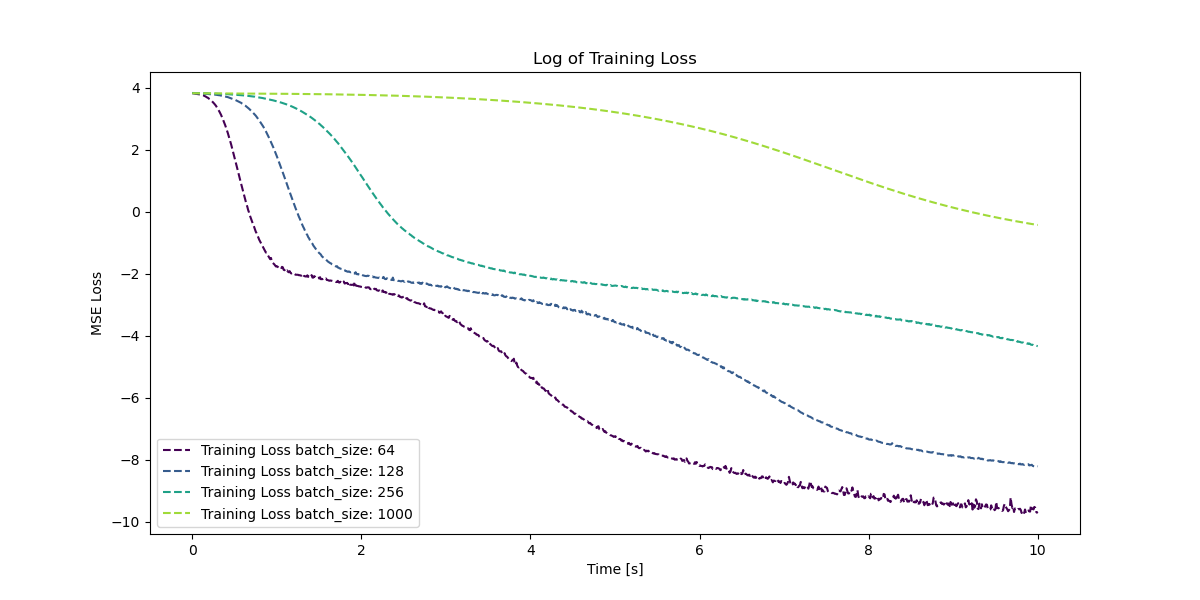 Log of Training Loss
MSE Loss
4
2
0
−2
−4
−6
−8
−10
Training Loss batch_size: 64
Training Loss batch_size: 128
Training Loss batch_size: 256
Training Loss batch_size: 1000
0 2 4 6 8 10
Time [s]